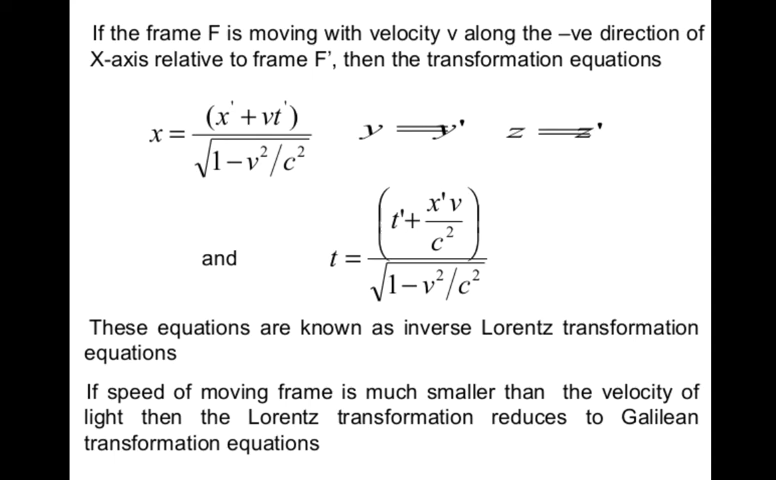 If the frame F is moving with velocity v along the –ve direction of
X-axis relative to frame F', then the transformation equations
x = (x' + vt') / √(1 − v²/c²)    y = y'    z = z'
and    t = (t' + x'v/c²) / √(1 − v²/c²)
These equations are known as inverse Lorentz transformation
equations
If speed of moving frame is much smaller than the velocity of
light then the Lorentz transformation reduces to Galilean
transformation equations